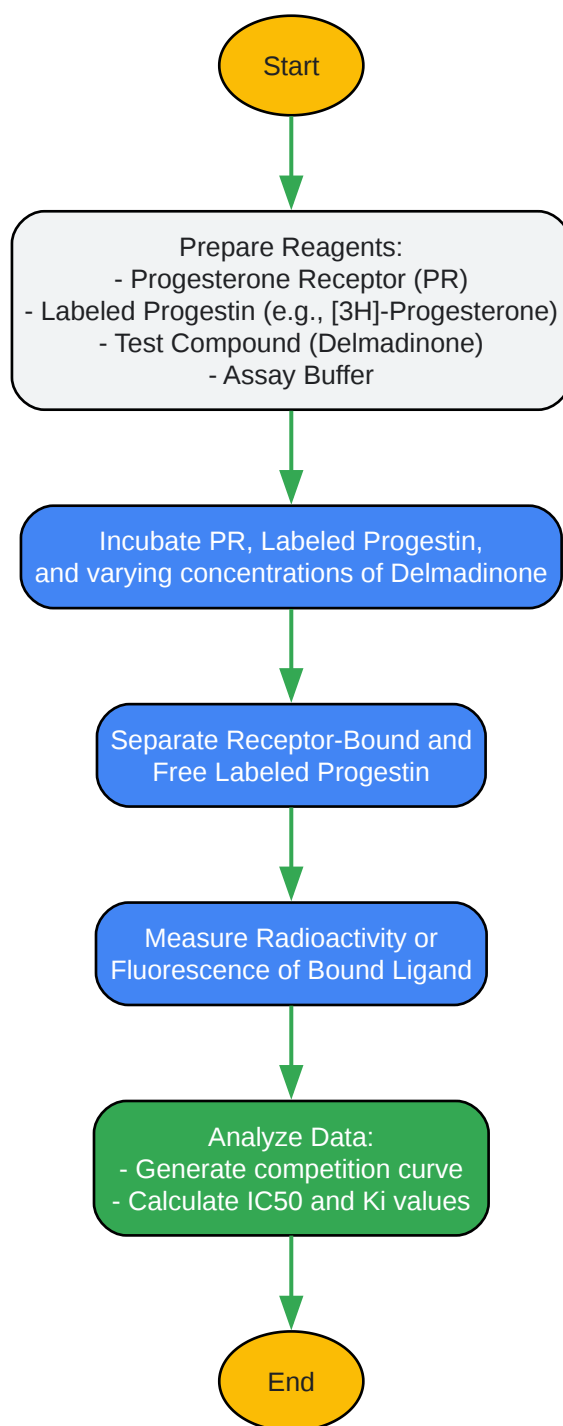 Start
Prepare Reagents:
- Progesterone Receptor (PR)
- Labeled Progestin (e.g., [3H]-Progesterone)
- Test Compound (Delmadinone)
- Assay Buffer
Incubate PR, Labeled Progestin,
and varying concentrations of Delmadinone
Separate Receptor-Bound and
Free Labeled Progestin
Measure Radioactivity or
Fluorescence of Bound Ligand
Analyze Data:
- Generate competition curve
- Calculate IC50 and Ki values
End